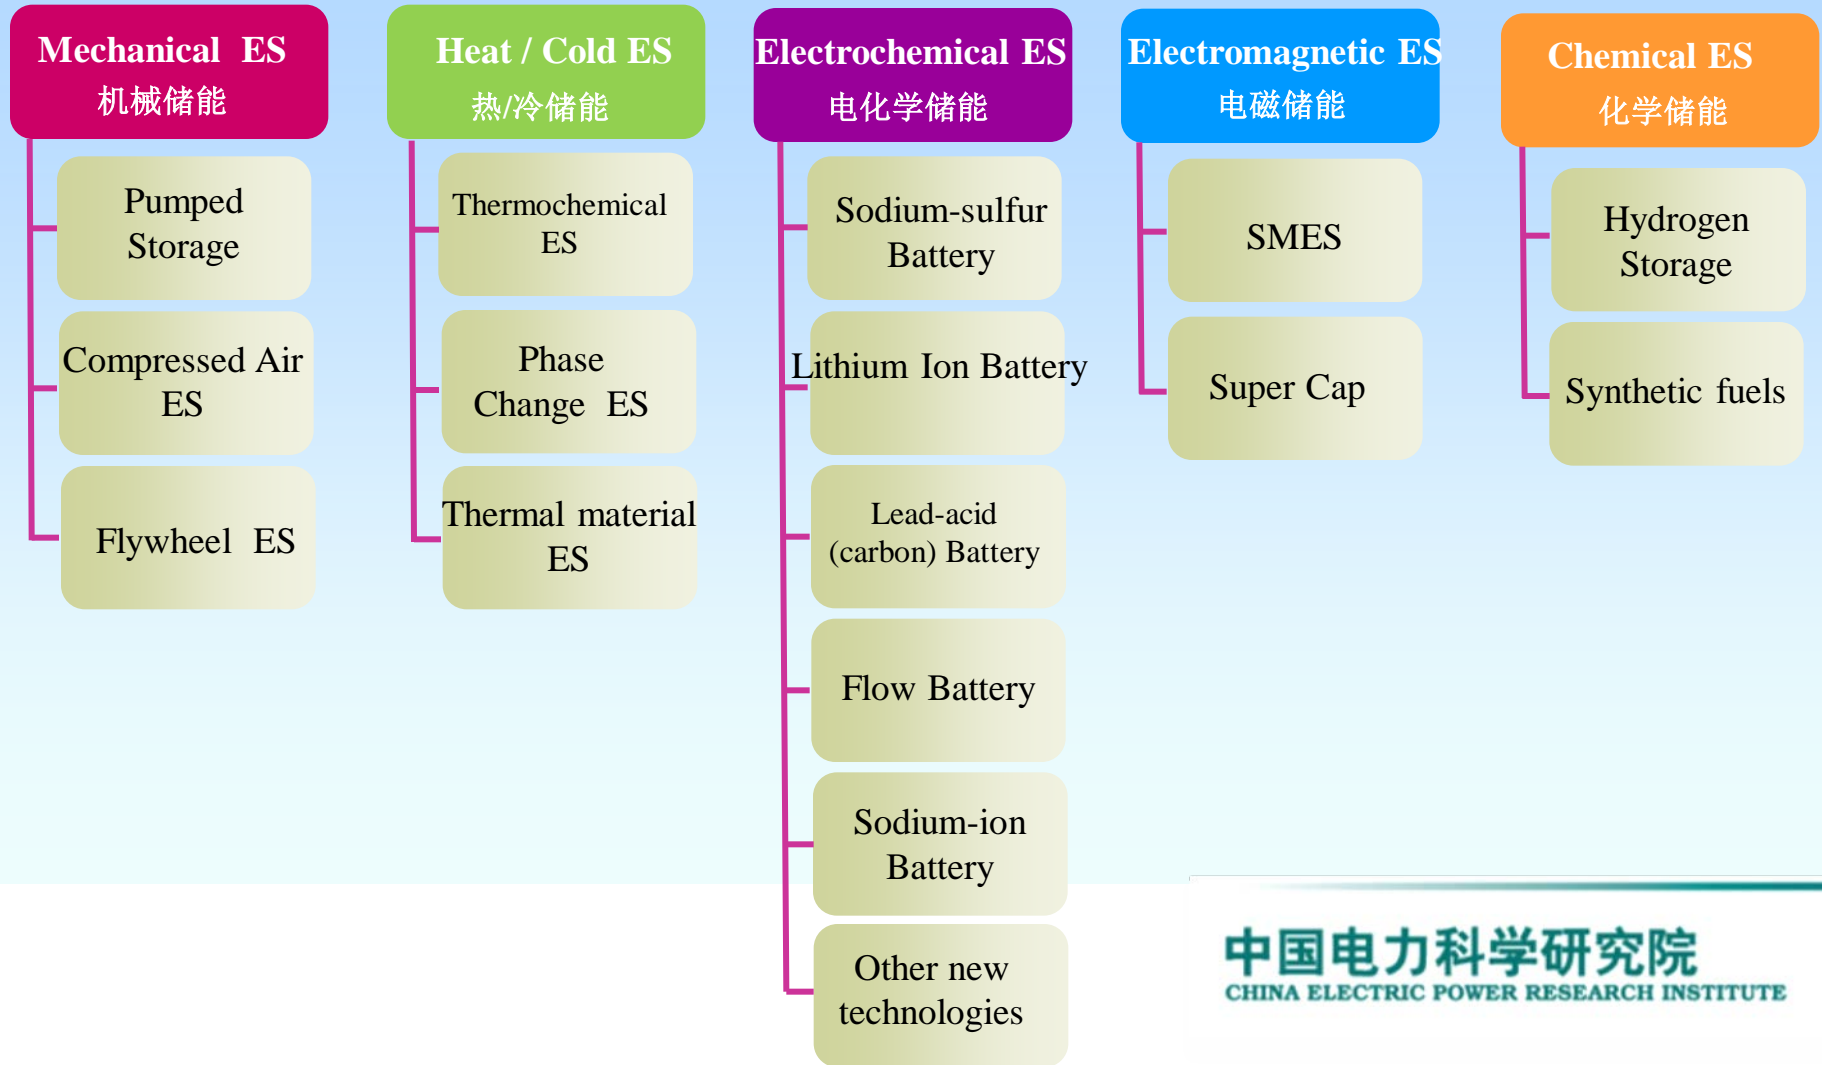 Mechanical ES
机械储能
Pumped
Storage
Compressed Air
ES
Flywheel ES
Heat / Cold ES
热/冷储能
Thermochemical
ES
Phase
Change ES
Thermal material
ES
Electrochemical ES
电化学储能
Sodium-sulfur
Battery
Lithium Ion Battery
Lead-acid
(carbon) Battery
Flow Battery
Sodium-ion
Battery
Other new
technologies
Electromagnetic ES
电磁储能
SMES
Super Cap
Chemical ES
化学储能
Hydrogen
Storage
Synthetic fuels
中国电力科学研究院
CHINA ELECTRIC POWER RESEARCH INSTITUTE